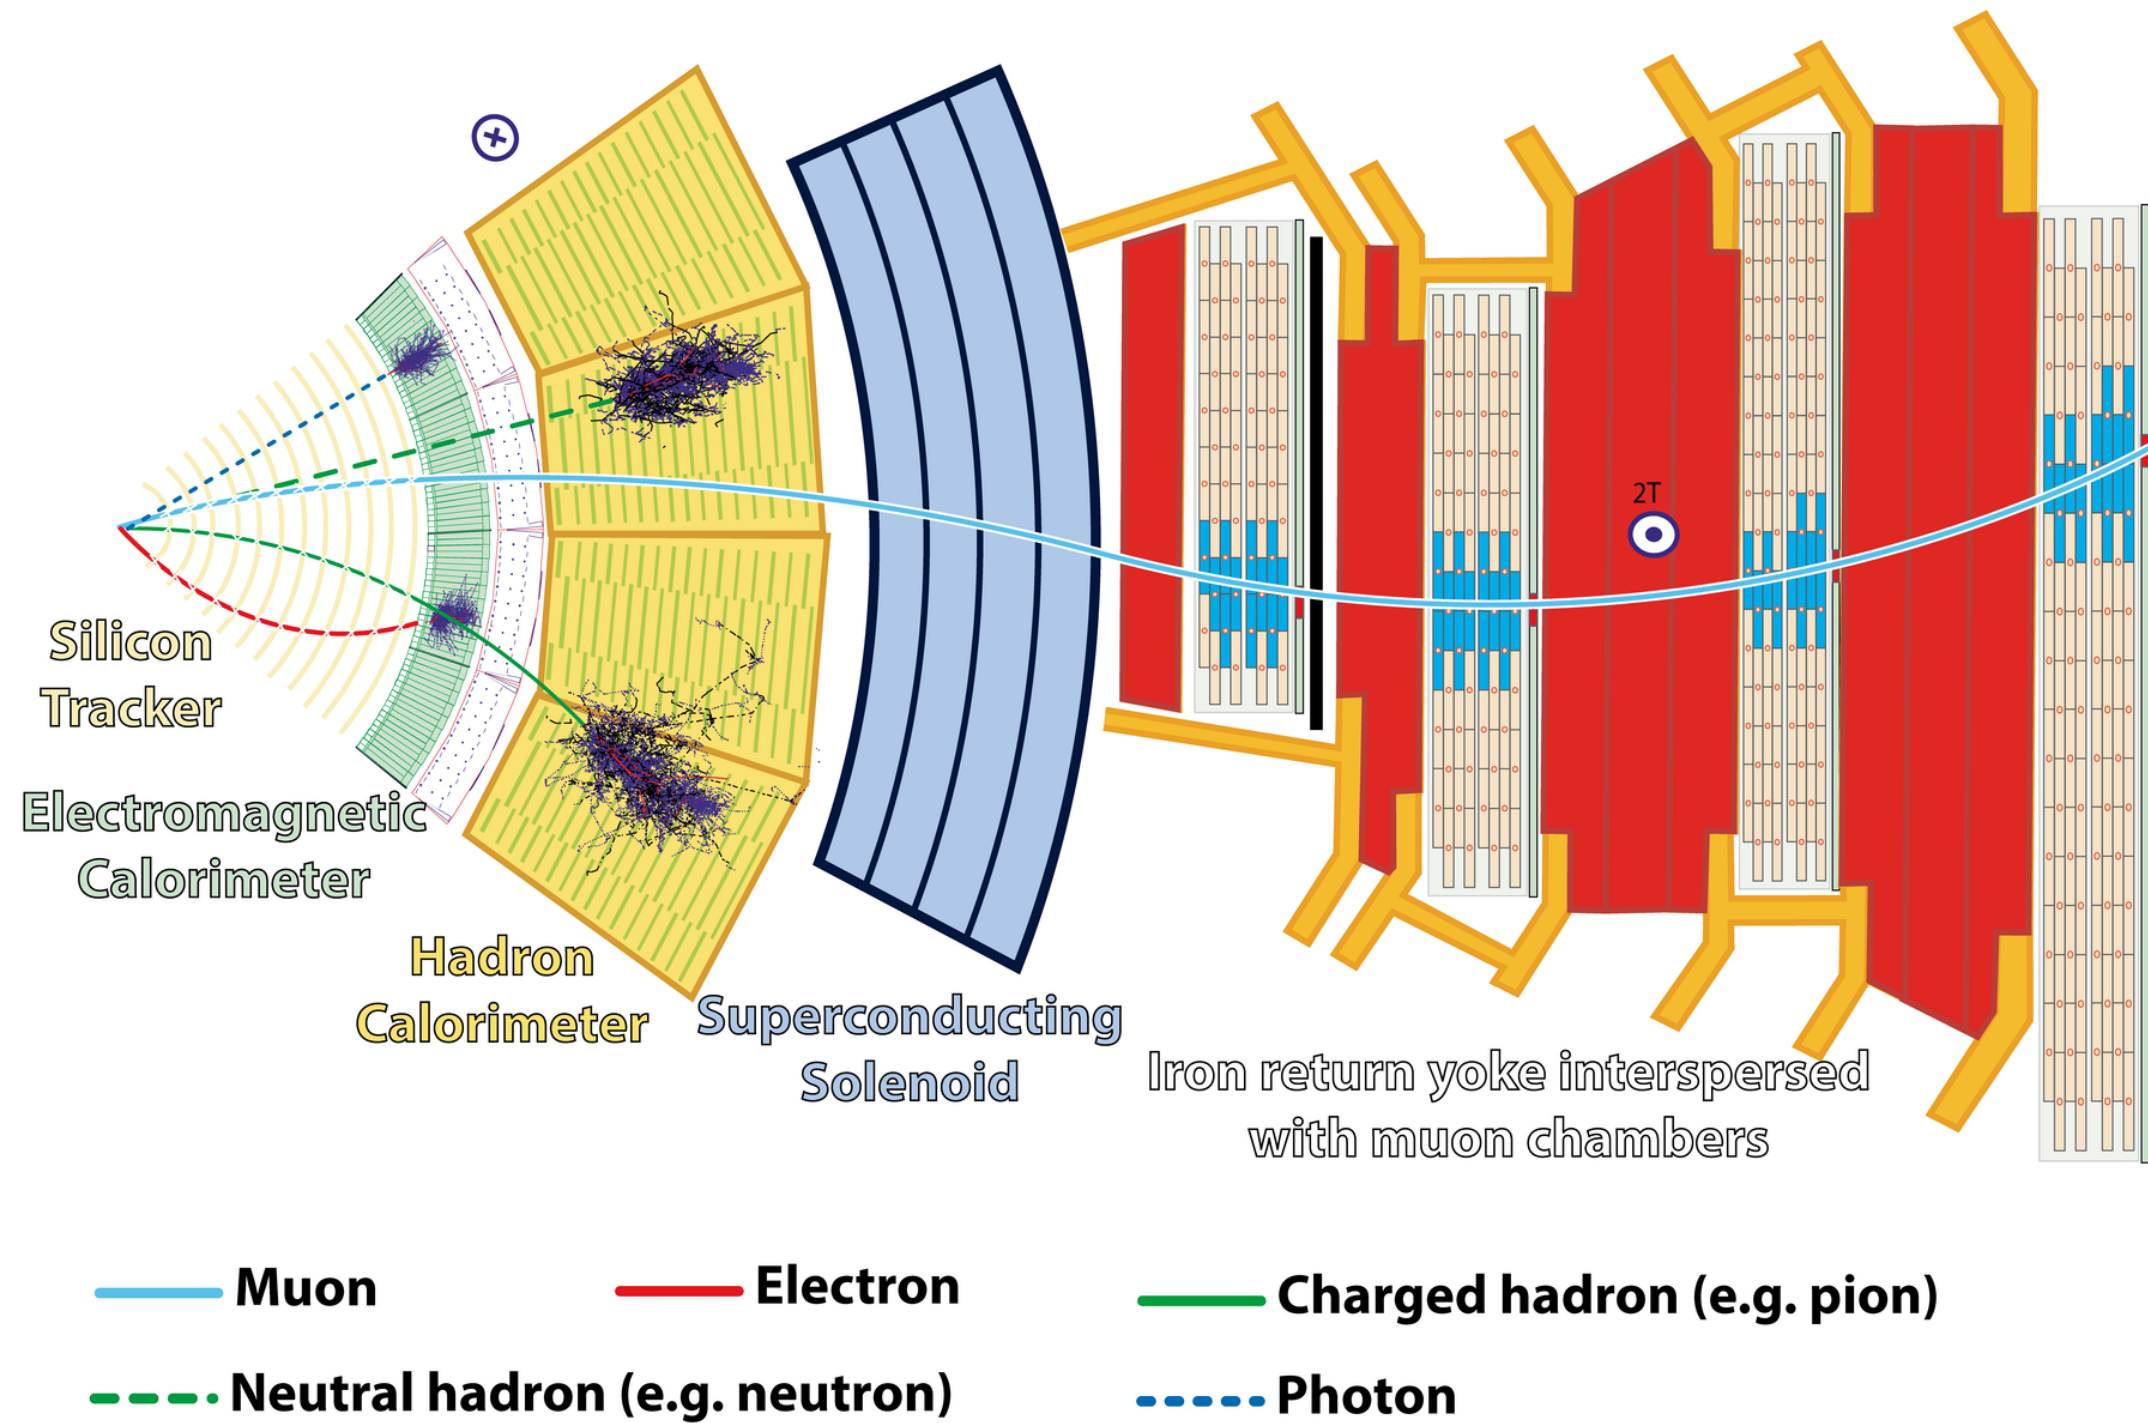 2T
Silicon
Tracker
Electromagnetic
Calorimeter
Hadron
Calorimeter
Superconducting
Solenoid
Iron return yoke interspersed
with muon chambers
Muon
Electron
Charged hadron (e.g. pion)
Neutral hadron (e.g. neutron)
Photon